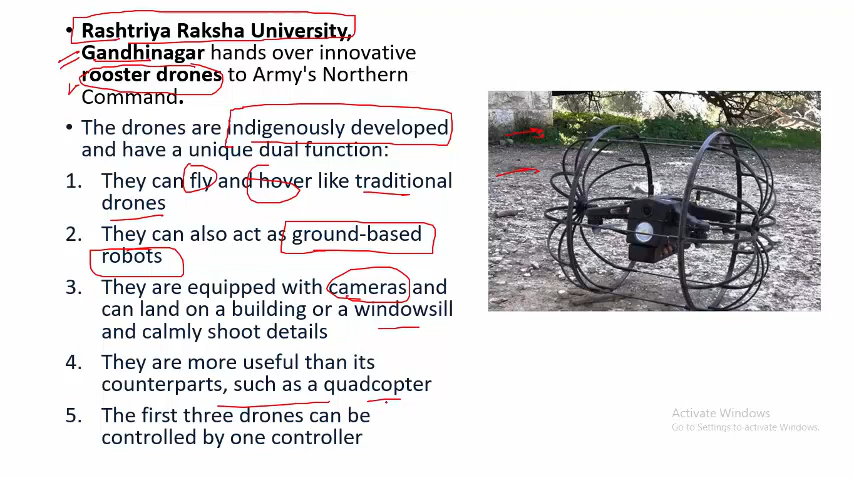 • Rashtriya Raksha University,
Gandhinagar hands over innovative
rooster drones to Army's Northern
Command.
• The drones are indigenously developed
and have a unique dual function:
1. They can fly and hover like traditional
drones
2. They can also act as ground-based
robots
3. They are equipped with cameras and
can land on a building or a windowsill
and calmly shoot details
4. They are more useful than its
counterparts, such as a quadcopter
5. The first three drones can be
controlled by one controller
Activate Windows
Go to Settings to activate Windows.